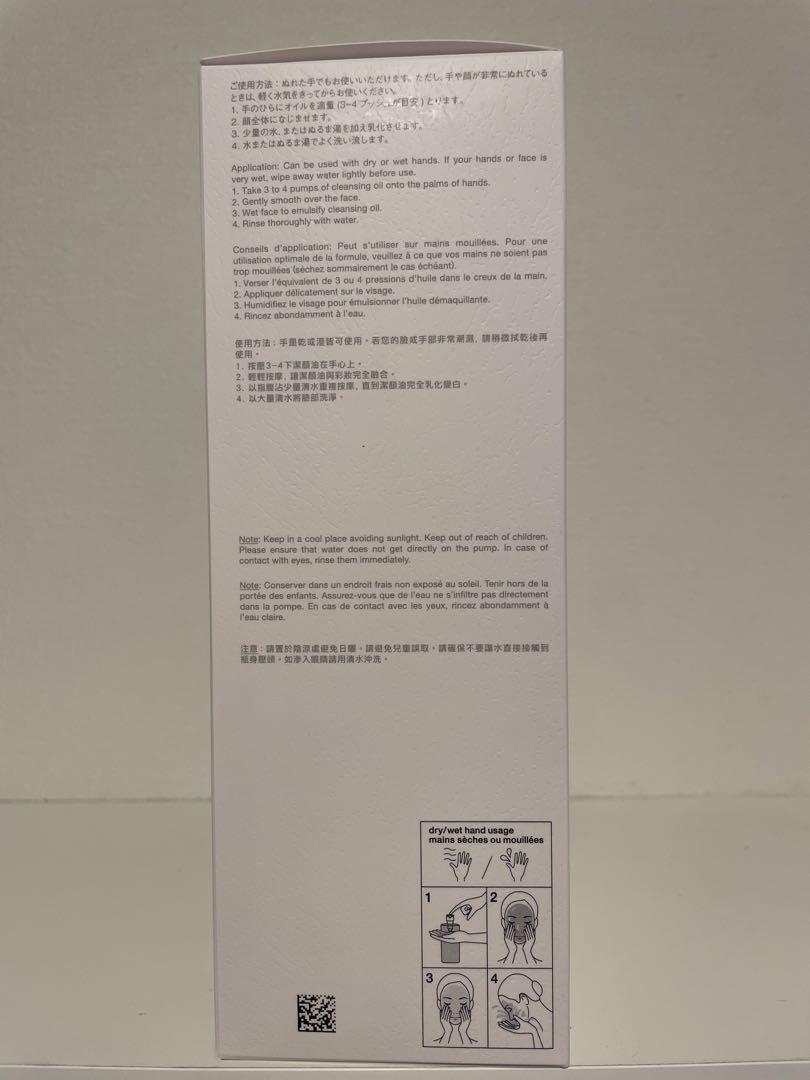 ご使用方法：ぬれた手でもお使いいただけます。ただし、手や顔が非常にぬれている
ときは、軽く水気をきってからお使いください。
1. 手のひらにオイルを適量 (3~4 プッシュが目安) とります。
2. 顔全体になじませます。
3. 少量の水、またはぬるま湯を加え乳化させます。
4. 水またはぬるま湯でよく洗い流します。
Application: Can be used with dry or wet hands. If your hands or face is
very wet, wipe away water lightly before use.
1. Take 3 to 4 pumps of cleansing oil onto the palms of hands.
2. Gently smooth over the face.
3. Wet face to emulsify cleansing oil.
4. Rinse thoroughly with water.
Conseils d'application: Peut s'utiliser sur mains mouillées. Pour une
utilisation optimale de la formule, veuillez à ce que vos mains ne soient pas
trop mouillées (séchez sommairement le cas échéant).
1. Verser l'équivalent de 3 ou 4 pressions d'huile dans le creux de la main.
2. Appliquer délicatement sur le visage.
3. Humidifiez le visage pour émulsionner l'huile démaquillante.
4. Rincez abondamment à l'eau.
使用方法：手是乾或濕皆可使用。若您的臉或手部非常潮濕，請稍微拭乾後再
使用。
1. 按壓3~4下潔顏油在手心上。
2. 輕輕按摩，讓潔顏油與彩妝完全融合。
3. 以指腹沾少量清水重複按摩，直到潔顏油完全乳化變白。
4. 以大量清水將臉部洗淨。
Note: Keep in a cool place avoiding sunlight. Keep out of reach of children.
Please ensure that water does not get directly on the pump. In case of
contact with eyes, rinse them immediately.
Note: Conserver dans un endroit frais non exposé au soleil. Tenir hors de la
portée des enfants. Assurez-vous que de l'eau ne s'infiltre pas directement
dans la pompe. En cas de contact avec les yeux, rincez abondamment à
l'eau claire.
注意：請置於陰涼處避免日曬。請避免兒童誤取。請確保不要讓水直接接觸到
瓶身壓頭。如滲入眼睛請用清水沖洗。
dry/wet hand usage
mains sèches ou mouillées
1
2
3
4